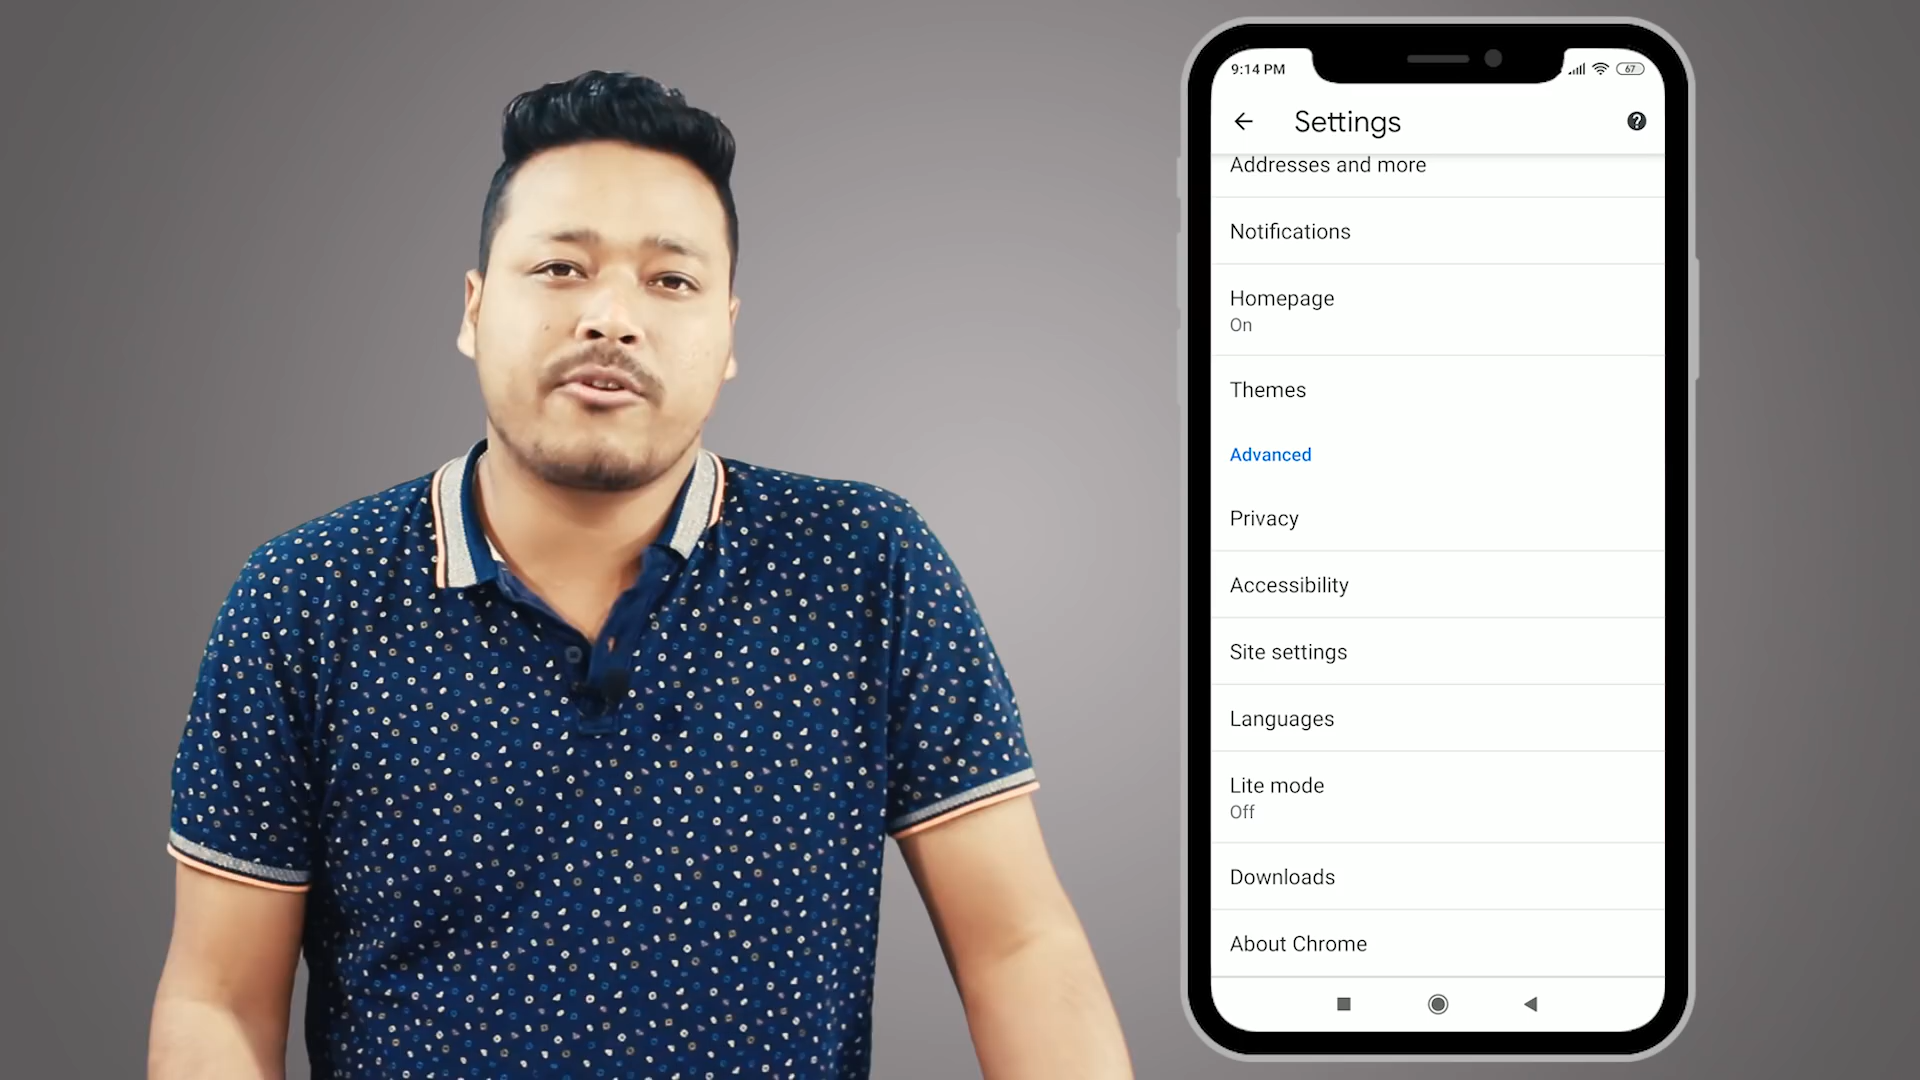 9:14 PM
67
Settings
Addresses and more
Notifications
Homepage
On
Themes
Advanced
Privacy
Accessibility
Site settings
Languages
Lite mode
Off
Downloads
About Chrome